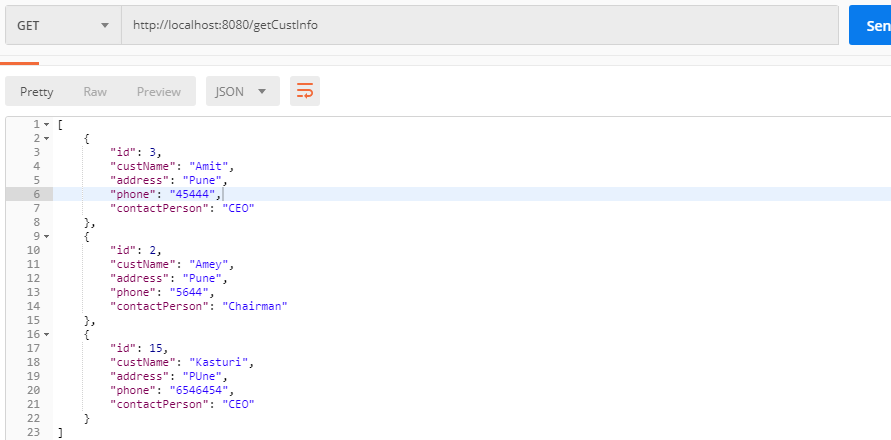 GET http://localhost:8080/getCustInfo Sen
Pretty Raw Preview JSON
1 [
2 {
3 "id": 3,
4 "custName": "Amit",
5 "address": "Pune",
6 "phone": "45444",
7 "contactPerson": "CEO"
8 },
9 {
10 "id": 2,
11 "custName": "Amey",
12 "address": "Pune",
13 "phone": "5644",
14 "contactPerson": "Chairman"
15 },
16 {
17 "id": 15,
18 "custName": "Kasturi",
19 "address": "PUne",
20 "phone": "6546454",
21 "contactPerson": "CEO"
22 }
23 ]